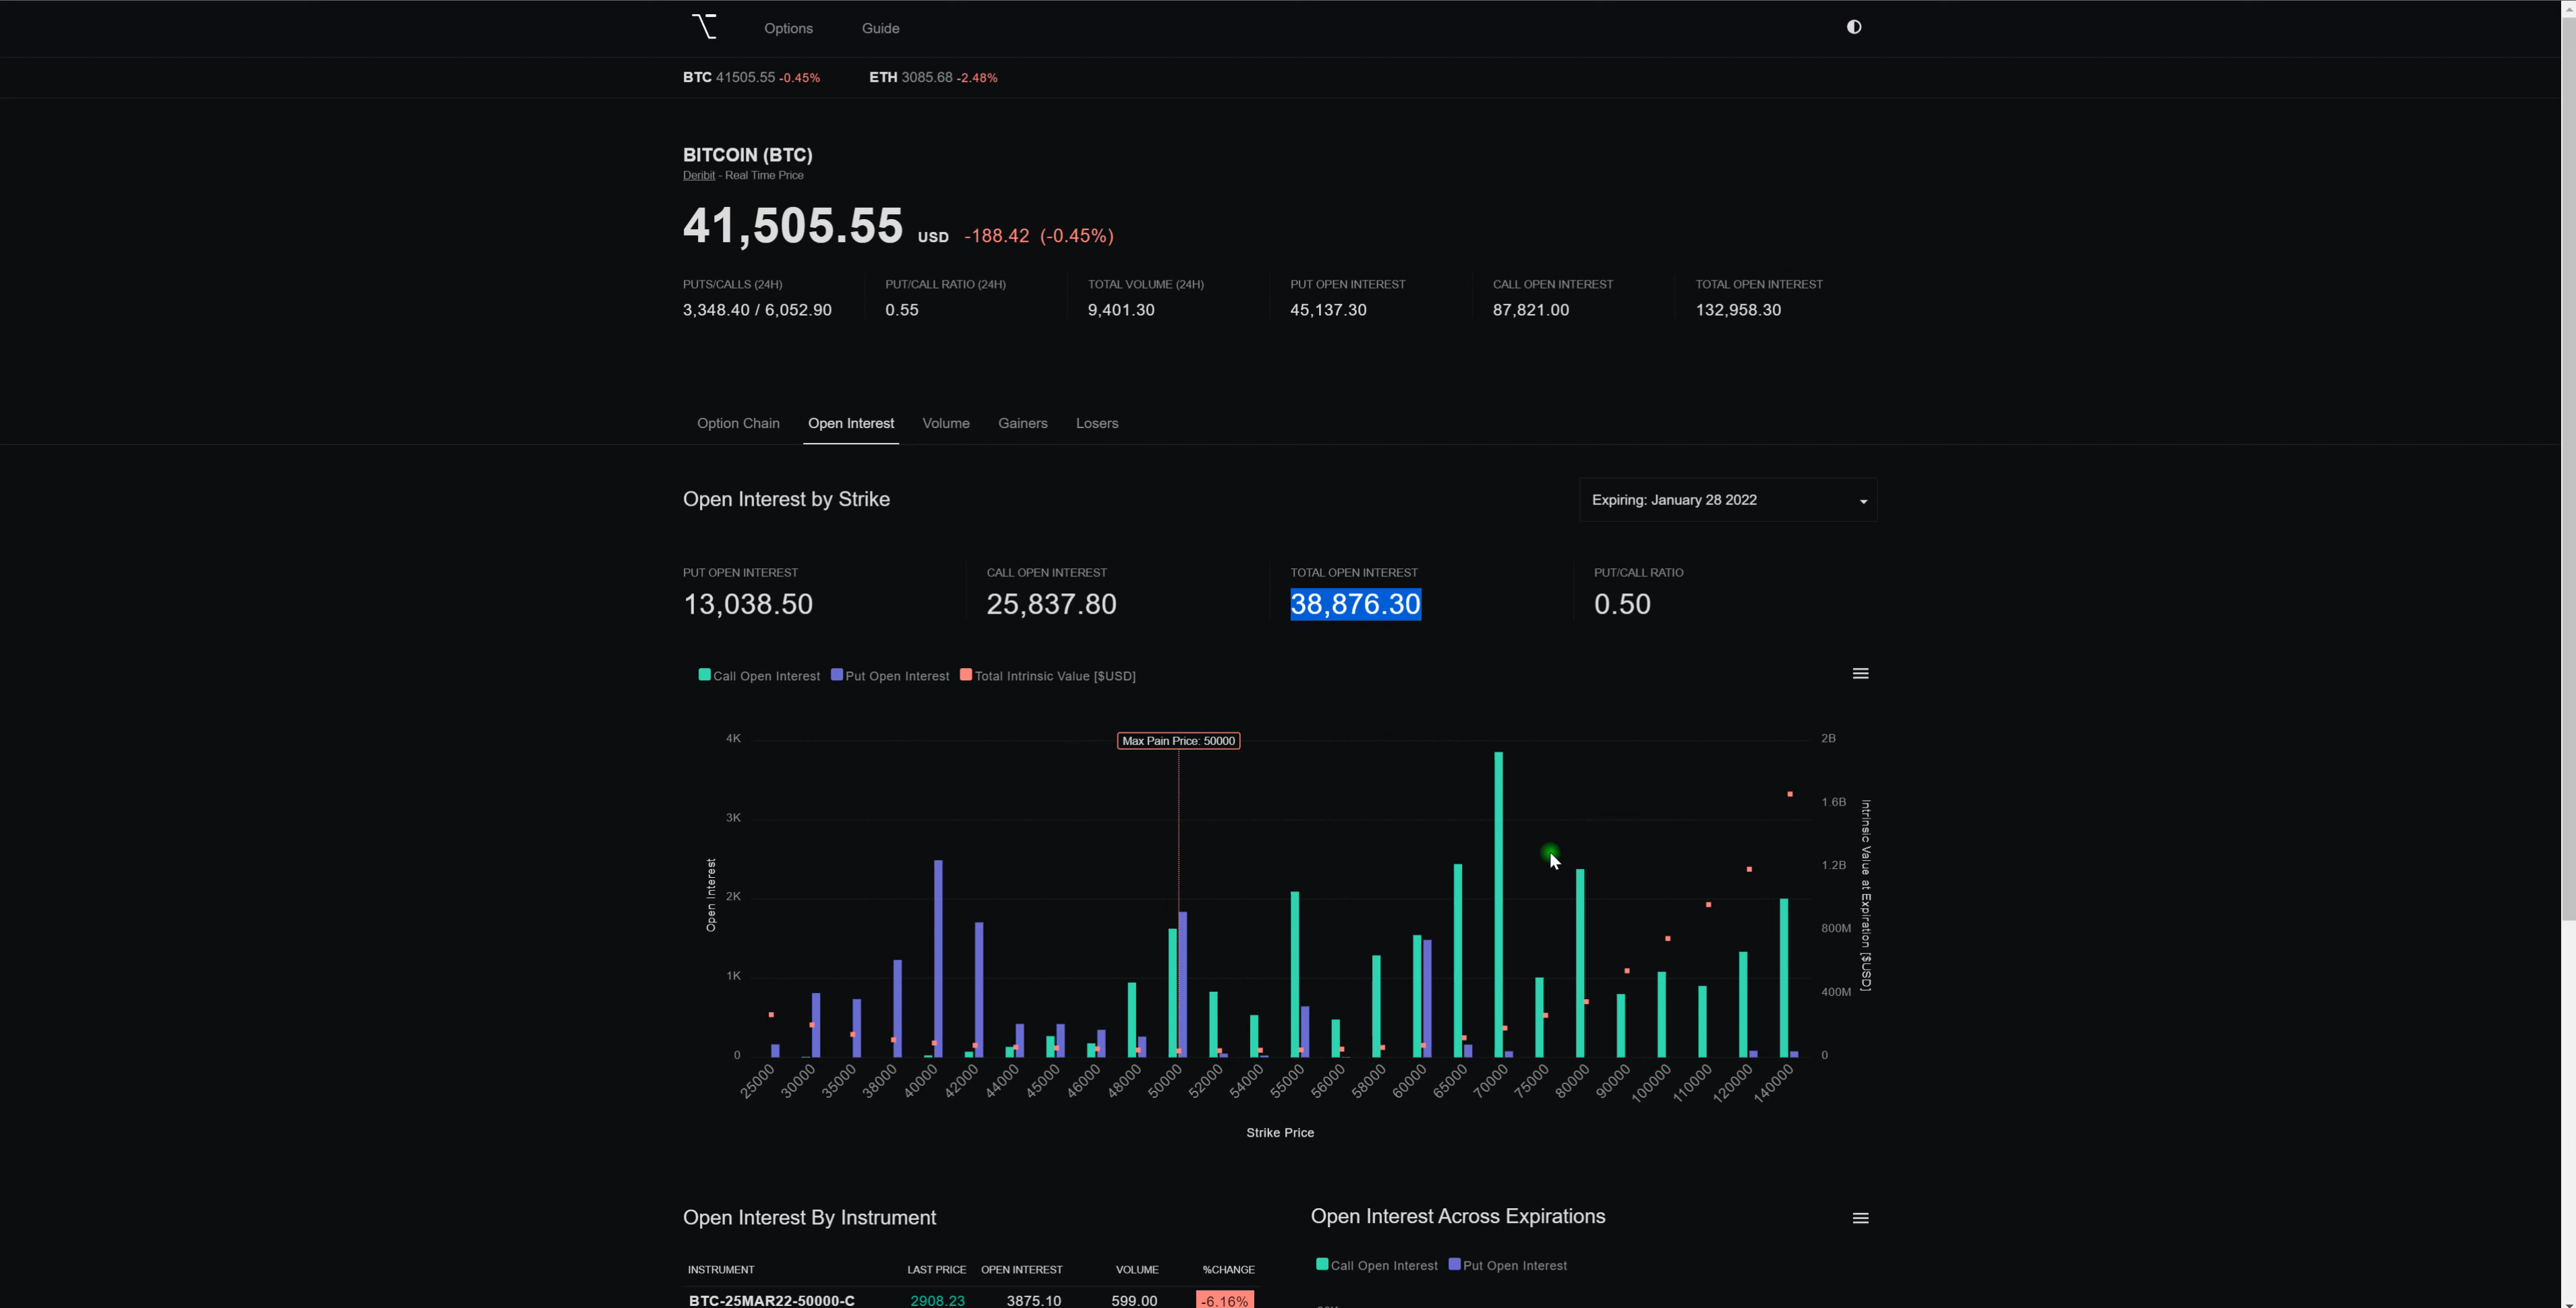 Options Guide
BTC 41505.55 -0.45% ETH 3085.68 -2.48%
BITCOIN (BTC)
Deribit - Real Time Price
41,505.55 USD -188.42 (-0.45%)
PUTS/CALLS (24H) PUT/CALL RATIO (24H) TOTAL VOLUME (24H) PUT OPEN INTEREST CALL OPEN INTEREST TOTAL OPEN INTEREST
3,348.40 / 6,052.90 0.55 9,401.30 45,137.30 87,821.00 132,958.30
Option Chain Open Interest Volume Gainers Losers
Open Interest by Strike Expiring: January 28 2022
PUT OPEN INTEREST CALL OPEN INTEREST TOTAL OPEN INTEREST PUT/CALL RATIO
13,038.50 25,837.80 38,876.30 0.50
Call Open Interest Put Open Interest Total Intrinsic Value [$USD]
Max Pain Price: 50000
4K
3K
2K
1K
0
Open Interest
2B
1.6B
1.2B
800M
400M
0
Intrinsic Value at Expiration [$USD]
25000 30000 35000 38000 40000 42000 44000 45000 46000 48000 50000 52000 54000 55000 56000 58000 60000 65000 70000 75000 80000 90000 100000 110000 120000 140000
Strike Price
Open Interest By Instrument
INSTRUMENT LAST PRICE OPEN INTEREST VOLUME %CHANGE
BTC-25MAR22-50000-C 2908.23 3875.10 599.00 -6.16%
Open Interest Across Expirations
Call Open Interest Put Open Interest